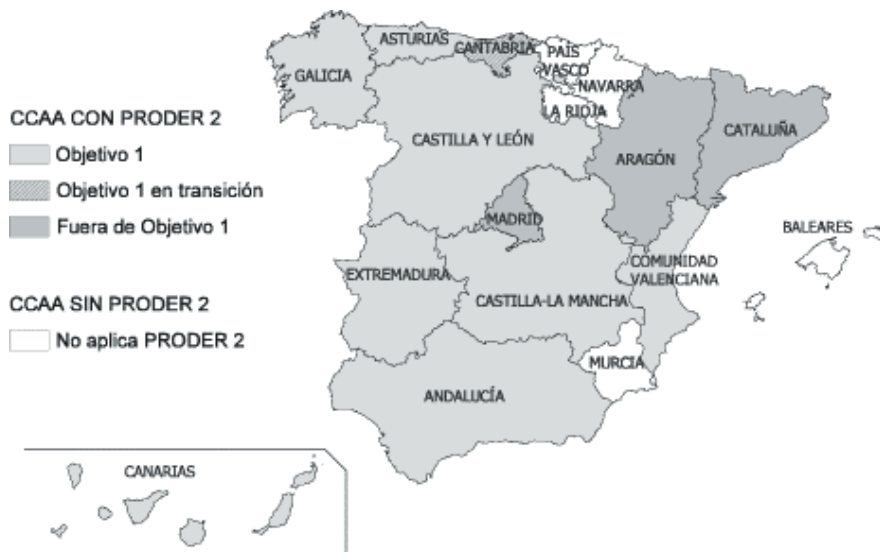 CCAA CON PRODER 2
Objetivo 1
Objetivo 1 en transición
Fuera de Objetivo 1
CCAA SIN PRODER 2
No aplica PRODER 2
GALICIA
ASTURIAS
CANTABRIA
PAÍS
VASCO
NAVARRA
LA RIOJA
CASTILLA Y LEÓN
ARAGÓN
CATALUÑA
MADRID
BALEARES
EXTREMADURA
CASTILLA-LA MANCHA
COMUNIDAD
VALENCIANA
MURCIA
ANDALUCÍA
CANARIAS